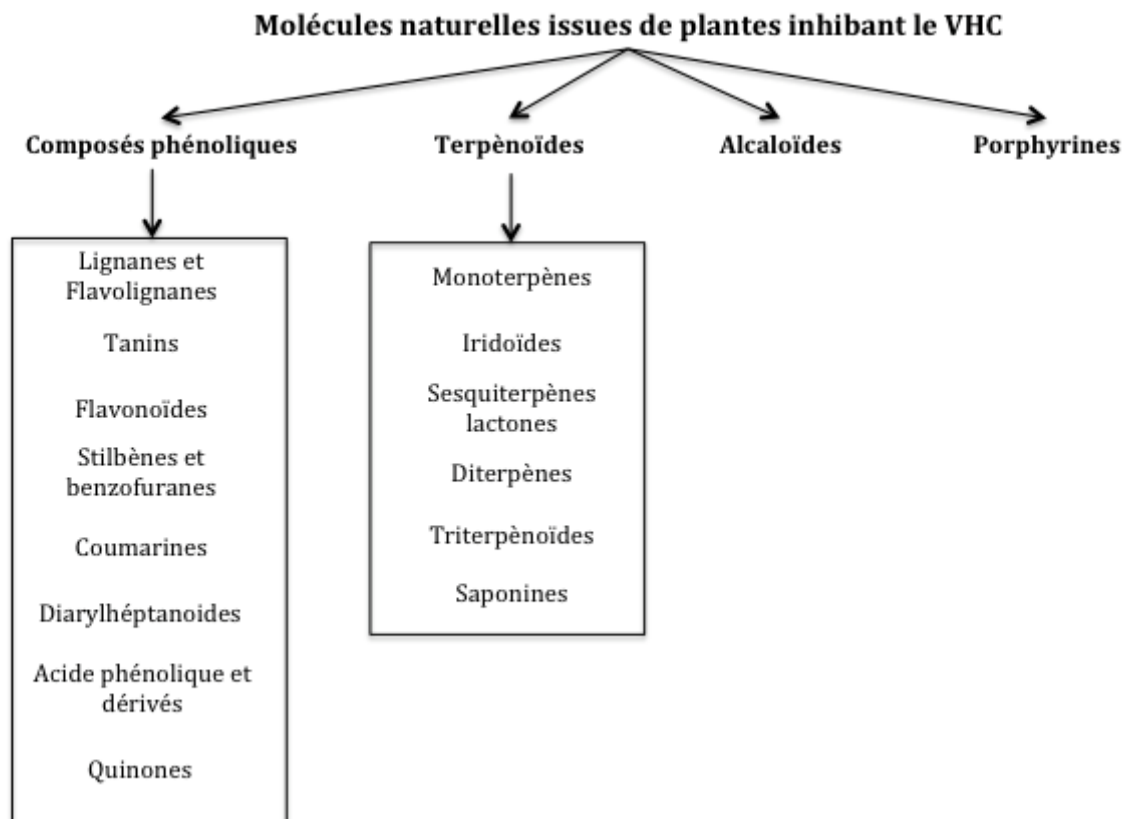 Molécules naturelles issues de plantes inhibant le VHC
Composés phénoliques
Terpènoïdes
Alcaloïdes
Porphyrines
Lignanes et
Flavolignanes
Tanins
Flavonoïdes
Stilbènes et
benzofuranes
Coumarines
Diarylhéptanoides
Acide phénolique et
dérivés
Quinones
Monoterpènes
Iridoïdes
Sesquiterpènes
lactones
Diterpènes
Triterpènoïdes
Saponines